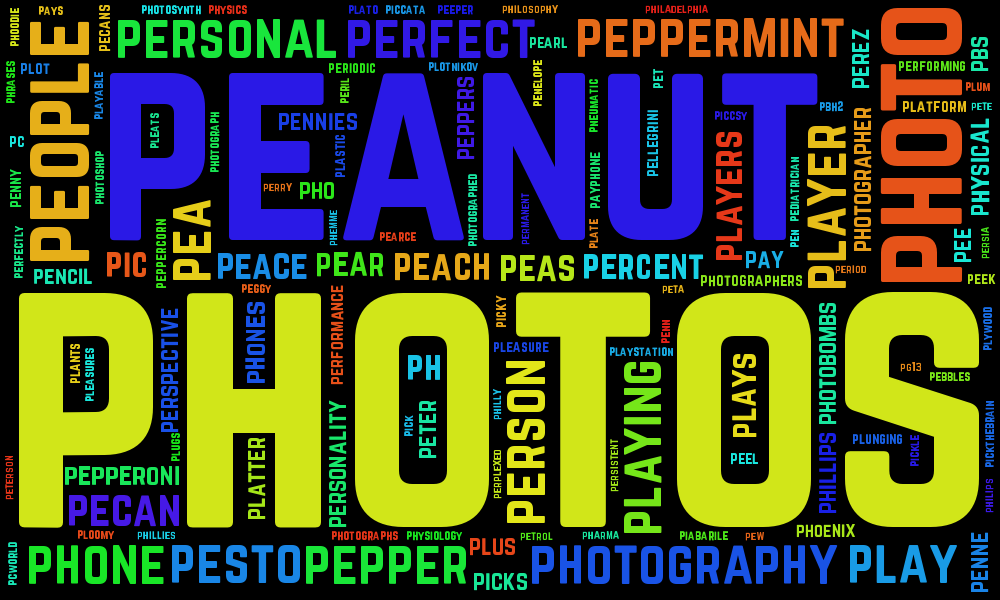 PHOTOSYNTH PHYSICS
PLATO PICCATA PEEPER
PHILOSOPHY
PHILADELPHIA
PHOODIE
PAYS
PECANS
PEOPLE
PERSONAL
PERFECT
PEARL
PEPPERMINT
PEREZ
PHOTO
PBS
PHRASES
PLOT
PLAYABLE
PERIODIC
PERIL
PLOTNIKOV
PENELOPE
PET
PERFORMING
PLUM
PEANUT
PLEATS
PHOTOGRAPH
PENNIES
PLASTIC
PEPPERS
PNEUMATIC
PELLEGRINI
PICCSY
PBH2
PLATFORM
PETE
PC
PENNY
PHOTOSHOP
PERRY
PHO
PHEMME
PEARCE
PHOTOGRAPHED
PERMANENT
PAYPHONE
PLATE
PLAYERS
PEN
PEDIATRICIAN
PLAYER
PHOTOGRAPHER
PHYSICAL
PERFECTLY
PENCIL
PIC
PEPPERCORN
PEA
PEACE
PEAR
PEACH
PEAS
PERCENT
PAY
PHOTOGRAPHERS
PERIOD
PEE
PERSIA
PEEK
PEGGY
PETA
PHOTOS
PLANTS
PLEASURES
PERSPECTIVE
PHONES
PERFORMANCE
PH
PICK
PETER
PICKY
PLEASURE
PENN
PLAYSTATION
PLAYS
PEEL
PHOTOBOMBS
PG13
PEBBLES
PLYWOOD
PETERSON
PEPPERONI
PLUGS
PECAN
PLATTER
PERSONALITY
PHILLY
PERPLEXED
PERSON
PERSISTENT
PLAYING
PHILLIPS
PLUNGING
PICKLE
PICKTHEBRAIN
PHILIPS
PLOOMY
PHILLIES
PHOTOGRAPHS
PHYSIOLOGY
PLUS
PETROL
PHARMA
PIABARILE
PEW
PHOENIX
PCWORLD
PHONE
PESTO
PEPPER
PICKS
PHOTOGRAPHY
PLAY
PENNE